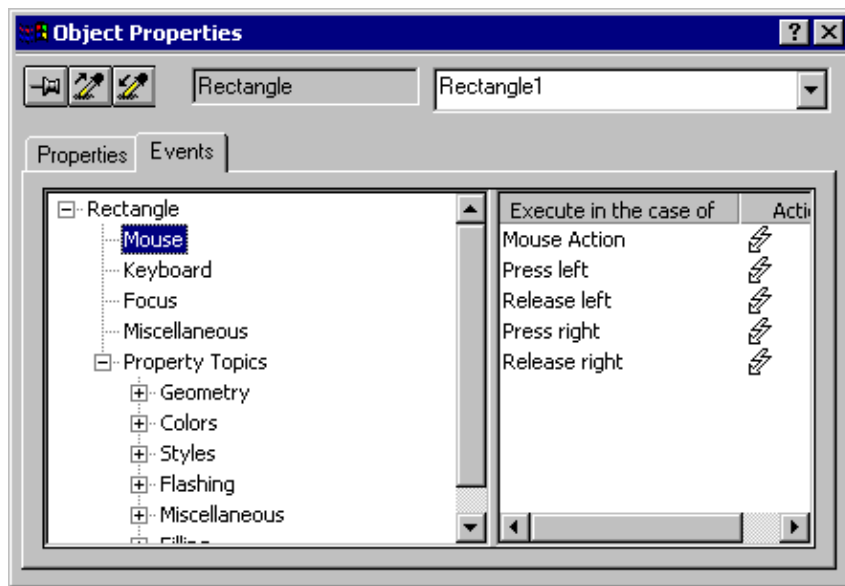 Object Properties
Rectangle Rectangle1
Properties Events
Rectangle
Mouse
Keyboard
Focus
Miscellaneous
Property Topics
Geometry
Colors
Styles
Flashing
Miscellaneous
Execute in the case of Acti
Mouse Action
Press left
Release left
Press right
Release right